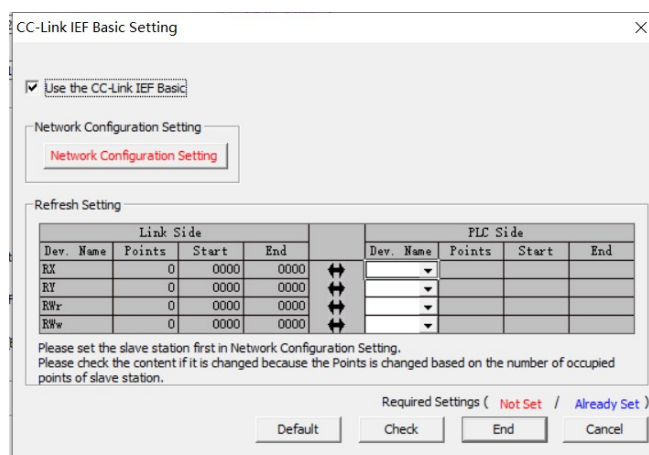 CC-Link IEF Basic Setting
Use the CC-Link IEF Basic
Network Configuration Setting
Network Configuration Setting
Refresh Setting
Link Side PLC Side
Dev. Name Points Start End Dev. Name Points Start End
RX 0 0000 0000
RY 0 0000 0000
RWr 0 0000 0000
RWw 0 0000 0000
Please set the slave station first in Network Configuration Setting.
Please check the content if it is changed because the Points is changed based on the number of occupied
points of slave station.
Required Settings ( Not Set / Already Set )
Default Check End Cancel